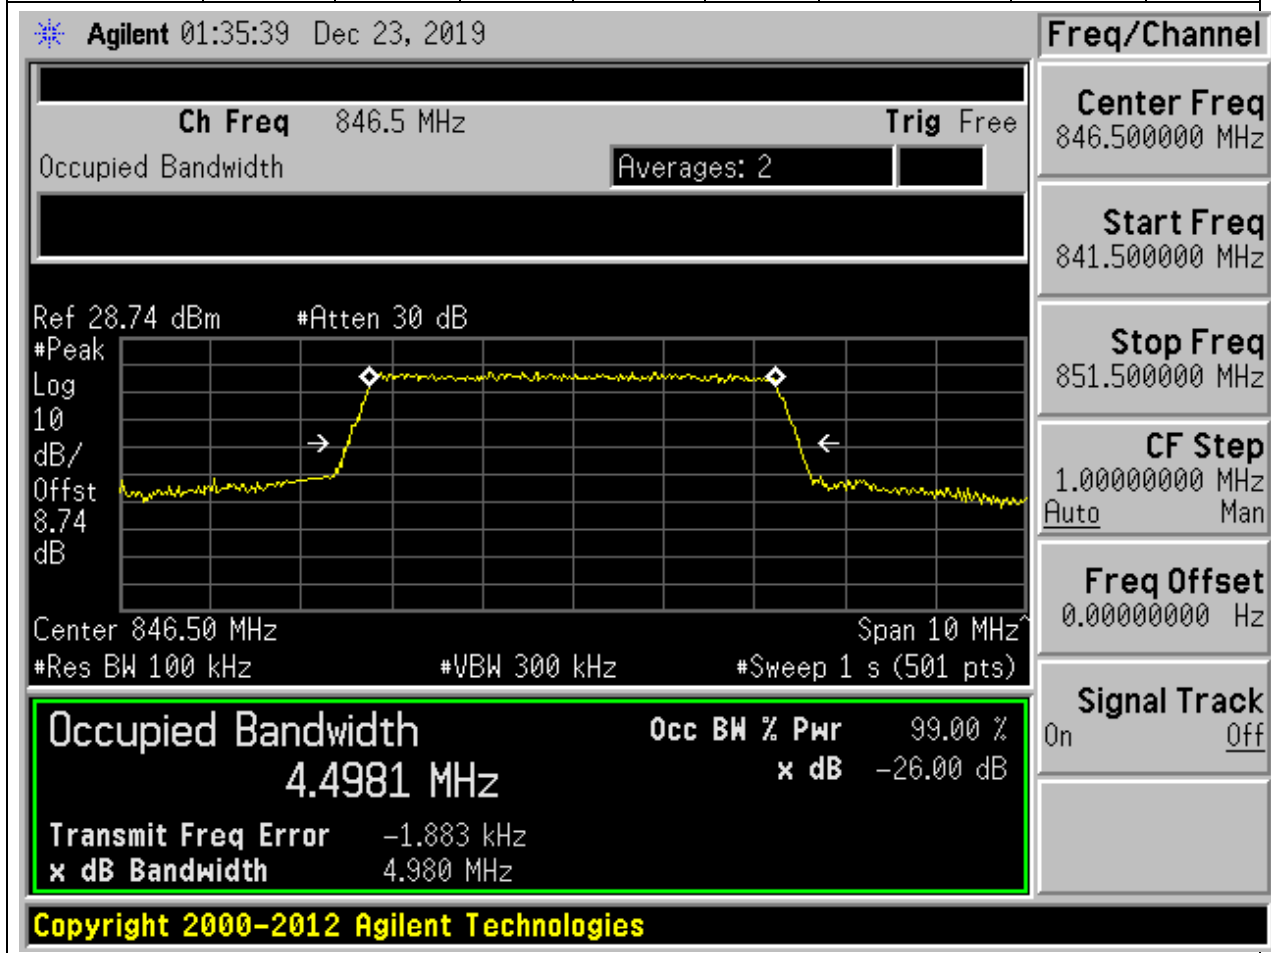 Agilent 01:35:39 Dec 23, 2019
Freq/Channel
Ch Freq 846.5 MHz Trig Free
Occupied Bandwidth Averages: 2
Center Freq
846.500000 MHz
Start Freq
841.500000 MHz
Stop Freq
851.500000 MHz
CF Step
1.00000000 MHz
Auto Man
Freq Offset
0.00000000 Hz
Signal Track
On Off
Ref 28.74 dBm #Atten 30 dB
#Peak
Log
10
dB/
Offst
8.74
dB
Center 846.50 MHz Span 10 MHz^
#Res BW 100 kHz #VBW 300 kHz #Sweep 1 s (501 pts)
Occupied Bandwidth Occ BW % Pwr 99.00 %
4.4981 MHz x dB -26.00 dB
Transmit Freq Error -1.883 kHz
x dB Bandwidth 4.980 MHz
Copyright 2000-2012 Agilent Technologies